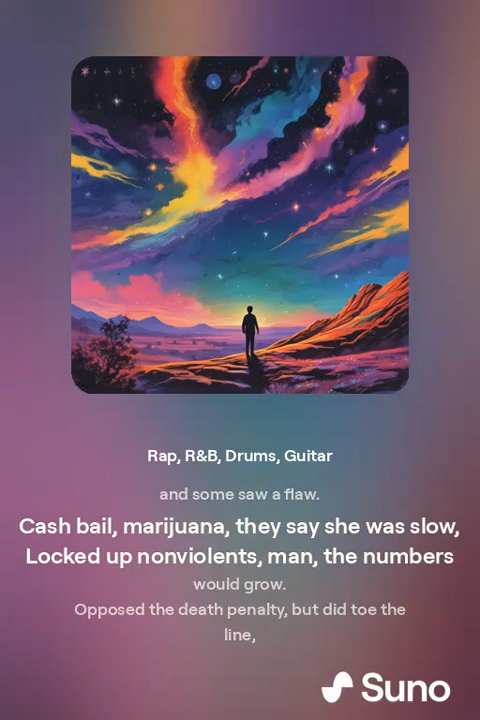 Rap, R&B, Drums, Guitar
and some saw a flaw.
Cash bail, marijuana, they say she was slow,
Locked up nonviolents, man, the numbers
would grow.
Opposed the death penalty, but did toe the
line,
Suno